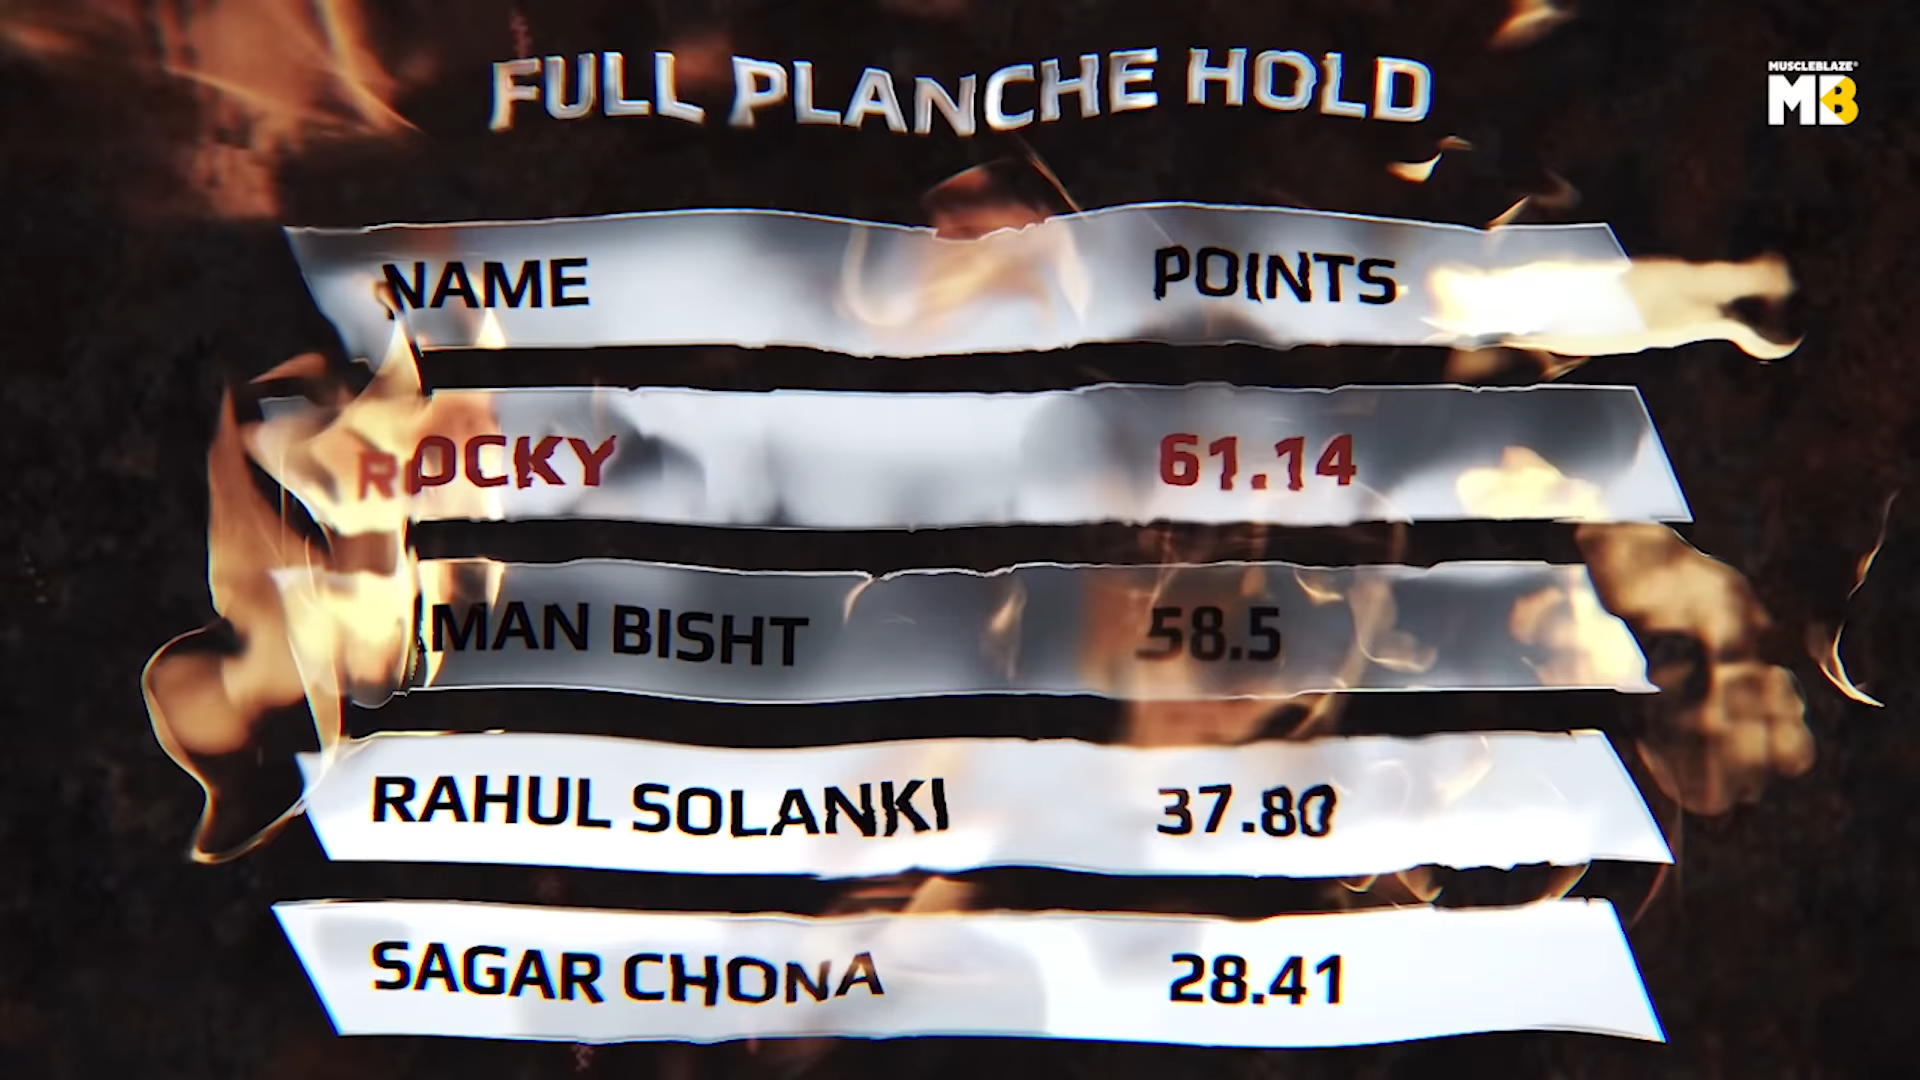 FULL PLANCHE HOLD
MUSCLEBLAZE®
MB
NAME POINTS
ROCKY 61.14
MAN BISHT 58.5
RAHUL SOLANKI 37.80
SAGAR CHONA 28.41